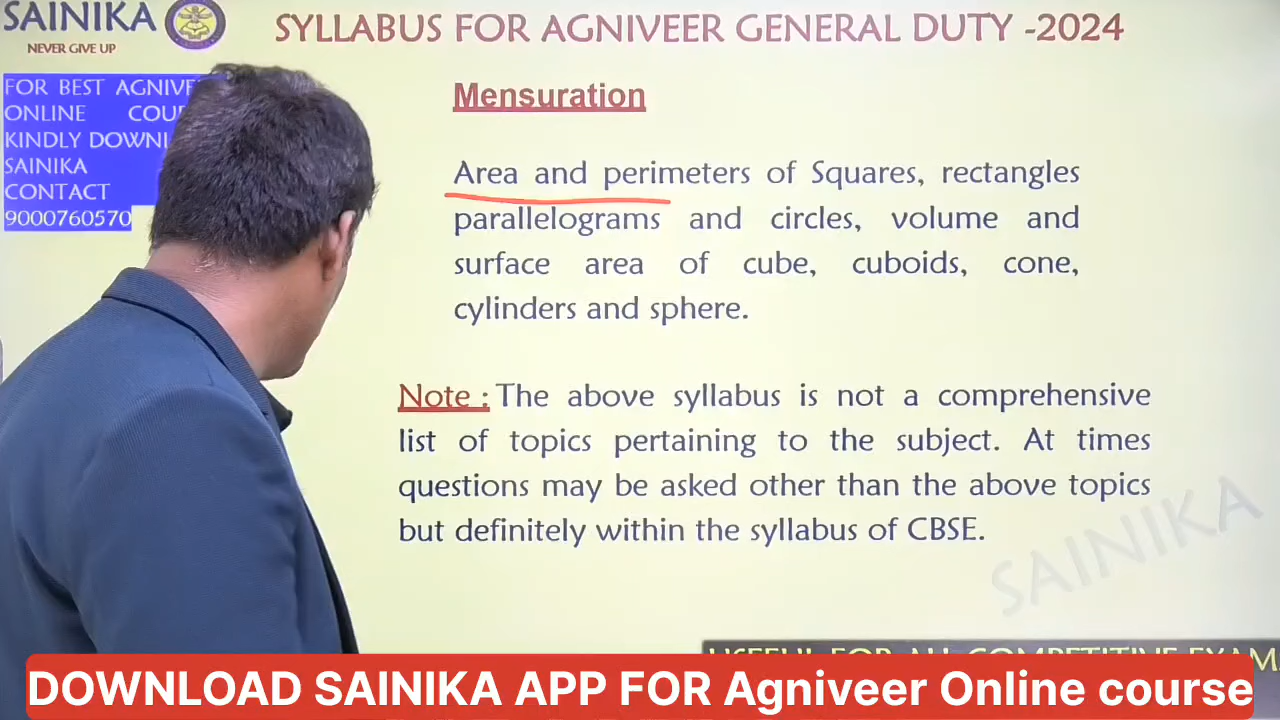 SAINIKA
NEVER GIVE UP
SYLLABUS FOR AGNIVEER GENERAL DUTY -2024
FOR BEST
ONLINE
KINDLY
SAINIKA
CONTACT
9000760570
Mensuration
Area and perimeters of Squares, rectangles
parallelograms and circles, volume and
surface area of cube, cuboids, cone,
cylinders and sphere.
Note : The above syllabus is not a comprehensive
list of topics pertaining to the subject. At times
questions may be asked other than the above topics
but definitely within the syllabus of CBSE.
SAINIKA
USEFUL FOR ALL COMPETITIVE
DOWNLOAD SAINIKA APP FOR Agniveer Online course